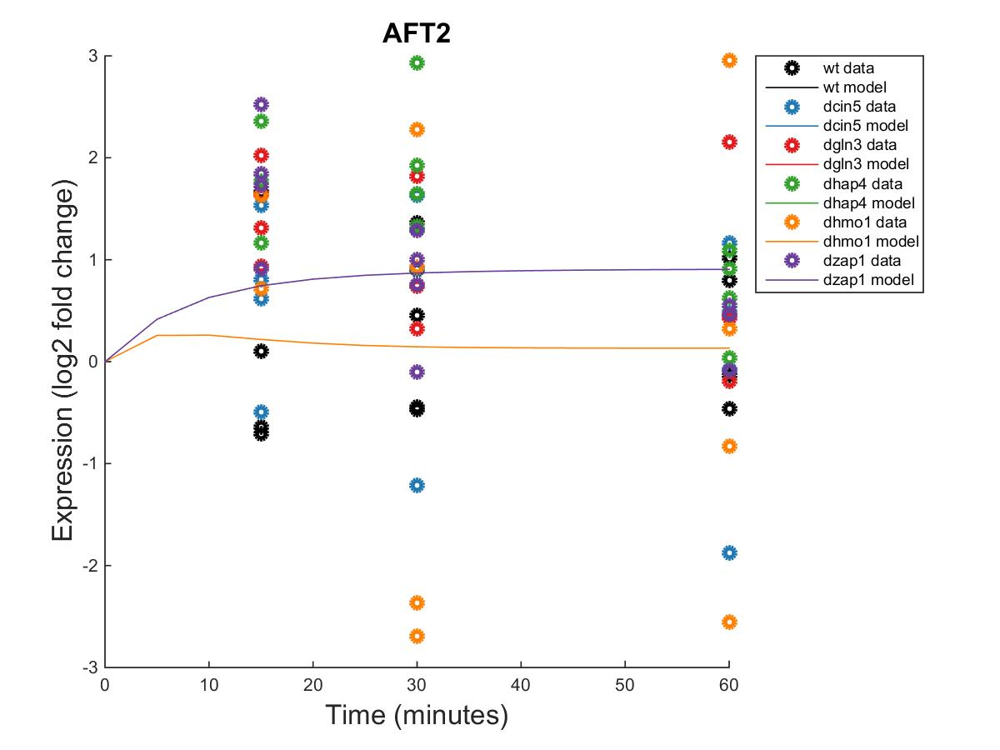 AFT2
Expression (log2 fold change)
3
2
1
0
-1
-2
-3
0 10 20 30 40 50 60
Time (minutes)
wt data
wt model
dcin5 data
dcin5 model
dgln3 data
dgln3 model
dhap4 data
dhap4 model
dhmo1 data
dhmo1 model
dzap1 data
dzap1 model